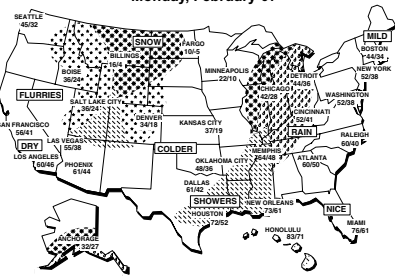 Monday, February
SEATTLE
45/32
SNOW
FARGO
10/-5
BILLINGS
16/4
MILD
BOSTON
44/34
MINNEAPOLIS
22/10
NEW YORK
52/38
BOISE
36/24
DETROIT
44/36
CHICAGO
42/28
WASHINGTON
52/38
FLURRIES
SALT LAKE CITY
36/24
CINCINNATI
52/41
DENVER
34/18
KANSAS CITY
37/19
RAIN
SAN FRANCISCO
56/41
RALEIGH
60/40
LAS VEGAS
55/38
DRY
COLDER
MEMPHIS
64/48
ATLANTA
60/50
LOS ANGELES
60/46
PHOENIX
61/44
OKLAHOMA CITY
48/36
DALLAS
61/42
SHOWERS
NEW ORLEANS
73/61
NICE
HOUSTON
72/52
MIAMI
76/61
HONOLULU
83/71
ANCHORAGE
32/27